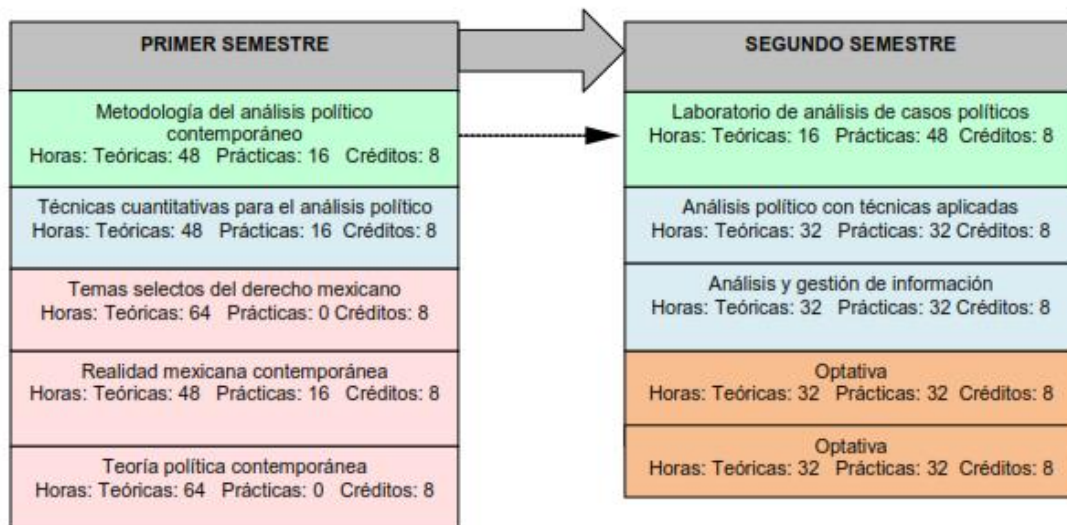 PRIMER SEMESTRE
Metodología del análisis político
contemporáneo
Horas: Teóricas: 48 Prácticas: 16 Créditos: 8
Técnicas cuantitativas para el análisis político
Horas: Teóricas: 48 Prácticas: 16 Créditos: 8
Temas selectos del derecho mexicano
Horas: Teóricas: 64 Prácticas: 0 Créditos: 8
Realidad mexicana contemporánea
Horas: Teóricas: 48 Prácticas: 16 Créditos: 8
Teoría política contemporánea
Horas: Teóricas: 64 Prácticas: 0 Créditos: 8
SEGUNDO SEMESTRE
Laboratorio de análisis de casos políticos
Horas: Teóricas: 16 Prácticas: 48 Créditos: 8
Análisis político con técnicas aplicadas
Horas: Teóricas: 32 Prácticas: 32 Créditos: 8
Análisis y gestión de información
Horas: Teóricas: 32 Prácticas: 32 Créditos: 8
Optativa
Horas: Teóricas: 32 Prácticas: 32 Créditos: 8
Optativa
Horas: Teóricas: 32 Prácticas: 32 Créditos: 8